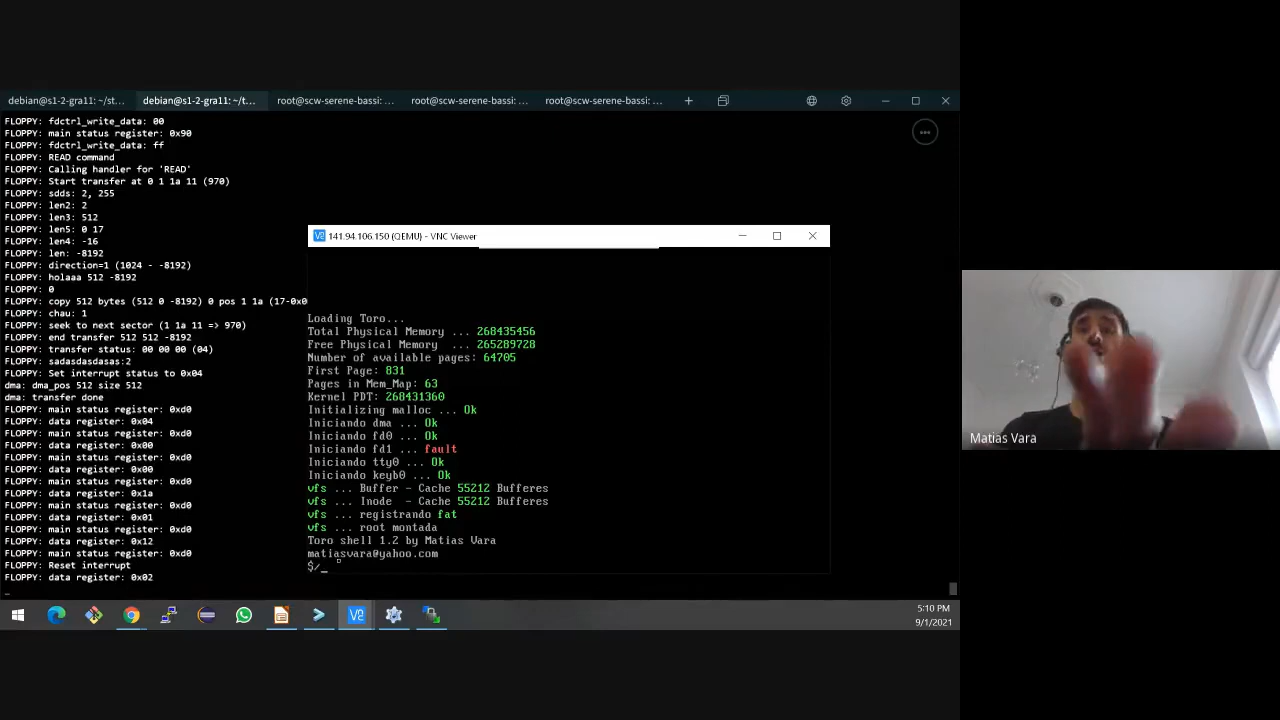 debian@s1-2-gra11: ~/st...
debian@s1-2-gra11: ~/t...
root@scw-serene-bassi: ...
root@scw-serene-bassi: ...
root@scw-serene-bassi: ...
FLOPPY: fdctrl_write_data: 00
FLOPPY: main status register: 0x90
FLOPPY: fdctrl_write_data: ff
FLOPPY: READ command
FLOPPY: Calling handler for 'READ'
FLOPPY: Start transfer at 0 1 1a 11 (970)
FLOPPY: sdds: 2, 255
FLOPPY: len2: 2
FLOPPY: len3: 512
FLOPPY: len5: 0 17
FLOPPY: len4: -16
FLOPPY: len: -8192
FLOPPY: direction=1 (1024 - -8192)
FLOPPY: holaaa 512 -8192
FLOPPY: 0
FLOPPY: copy 512 bytes (512 0 -8192) 0 pos 1 1a (17-0x0
FLOPPY: chau: 1
FLOPPY: seek to next sector (1 1a 11 => 970)
FLOPPY: end transfer 512 512 -8192
FLOPPY: transfer status: 00 00 00 (04)
FLOPPY: sadasdasdasas:2
FLOPPY: Set interrupt status to 0x04
dma: dma_pos 512 size 512
dma: transfer done
FLOPPY: main status register: 0xd0
FLOPPY: data register: 0x04
FLOPPY: main status register: 0xd0
FLOPPY: data register: 0x00
FLOPPY: main status register: 0xd0
FLOPPY: data register: 0x00
FLOPPY: main status register: 0xd0
FLOPPY: data register: 0x1a
FLOPPY: main status register: 0xd0
FLOPPY: data register: 0x01
FLOPPY: main status register: 0xd0
FLOPPY: data register: 0x12
FLOPPY: main status register: 0xd0
FLOPPY: Reset interrupt
FLOPPY: data register: 0x02
141.94.106.150 (QEMU) - VNC Viewer
Loading Toro...
Total Physical Memory ... 268435456
Free Physical Memory ... 265289728
Number of available pages: 64705
First Page: 831
Pages in Mem_Map: 63
Kernel PDT: 268431360
Initializing malloc ... Ok
Iniciando dma ... Ok
Iniciando fd0 ... Ok
Iniciando fd1 ... fault
Iniciando tty0 ... Ok
Iniciando keyb0 ... Ok
vfs ... Buffer - Cache 55212 Bufferes
vfs ... Inode - Cache 55212 Bufferes
vfs ... registrando fat
vfs ... root montada
Toro shell 1.2 by Matias Vara
matiasvara@yahoo.com
$/_
Matias Vara
5:10 PM
9/1/2021